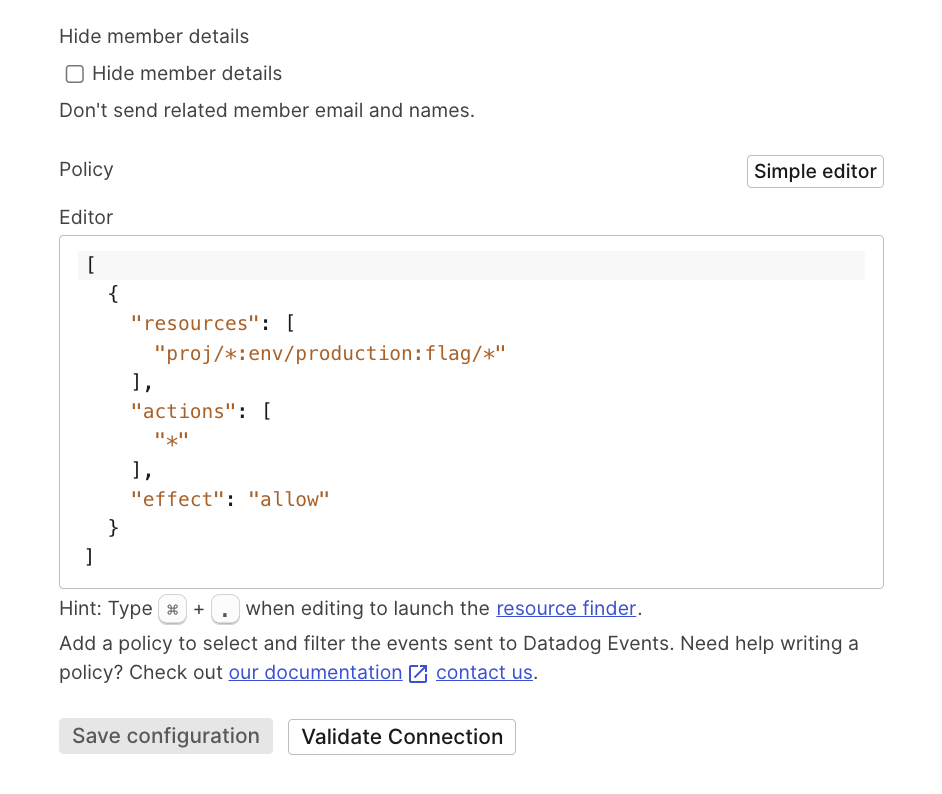 Hide member details
Hide member details
Don't send related member email and names.
Policy
Simple editor
Editor
[
  {
    "resources": [
      "proj/*:env/production:flag/*"
    ],
    "actions": [
      "*"
    ],
    "effect": "allow"
  }
]
Hint: Type ⌘ + . when editing to launch the resource finder.
Add a policy to select and filter the events sent to Datadog Events. Need help writing a
policy? Check out our documentation contact us.
Save configuration
Validate Connection